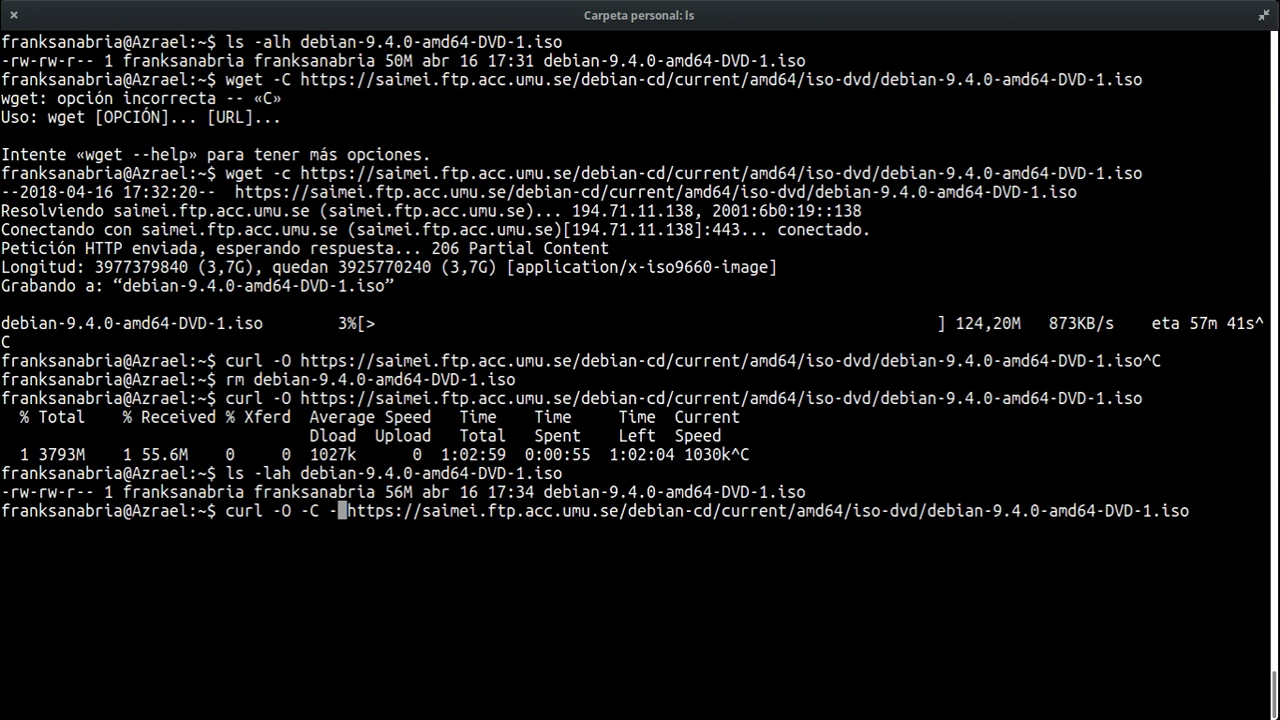 Carpeta personal: ls
franksanabria@Azrael:~$ ls -alh debian-9.4.0-amd64-DVD-1.iso
-rw-rw-r-- 1 franksanabria franksanabria 50M abr 16 17:31 debian-9.4.0-amd64-DVD-1.iso
franksanabria@Azrael:~$ wget -C https://saimei.ftp.acc.umu.se/debian-cd/current/amd64/iso-dvd/debian-9.4.0-amd64-DVD-1.iso
wget: opción incorrecta -- «C»
Uso: wget [OPCIÓN]... [URL]...
Intente «wget --help» para tener más opciones.
franksanabria@Azrael:~$ wget -c https://saimei.ftp.acc.umu.se/debian-cd/current/amd64/iso-dvd/debian-9.4.0-amd64-DVD-1.iso
--2018-04-16 17:32:20--  https://saimei.ftp.acc.umu.se/debian-cd/current/amd64/iso-dvd/debian-9.4.0-amd64-DVD-1.iso
Resolviendo saimei.ftp.acc.umu.se (saimei.ftp.acc.umu.se)... 194.71.11.138, 2001:6b0:19::138
Conectando con saimei.ftp.acc.umu.se (saimei.ftp.acc.umu.se)[194.71.11.138]:443... conectado.
Petición HTTP enviada, esperando respuesta... 206 Partial Content
Longitud: 3977379840 (3,7G), quedan 3925770240 (3,7G) [application/x-iso9660-image]
Grabando a: “debian-9.4.0-amd64-DVD-1.iso”
debian-9.4.0-amd64-DVD-1.iso        3%[>                                                            ] 124,20M   873KB/s    eta 57m 41s^
C
franksanabria@Azrael:~$ curl -O https://saimei.ftp.acc.umu.se/debian-cd/current/amd64/iso-dvd/debian-9.4.0-amd64-DVD-1.iso^C
franksanabria@Azrael:~$ rm debian-9.4.0-amd64-DVD-1.iso
franksanabria@Azrael:~$ curl -O https://saimei.ftp.acc.umu.se/debian-cd/current/amd64/iso-dvd/debian-9.4.0-amd64-DVD-1.iso
  % Total    % Received % Xferd  Average Speed   Time    Time     Time  Current
                                 Dload  Upload   Total   Spent    Left  Speed
  1 3793M    1 55.6M    0     0  1027k      0  1:02:59  0:00:55  1:02:04 1030k^C
franksanabria@Azrael:~$ ls -lah debian-9.4.0-amd64-DVD-1.iso
-rw-rw-r-- 1 franksanabria franksanabria 56M abr 16 17:34 debian-9.4.0-amd64-DVD-1.iso
franksanabria@Azrael:~$ curl -O -C - https://saimei.ftp.acc.umu.se/debian-cd/current/amd64/iso-dvd/debian-9.4.0-amd64-DVD-1.iso